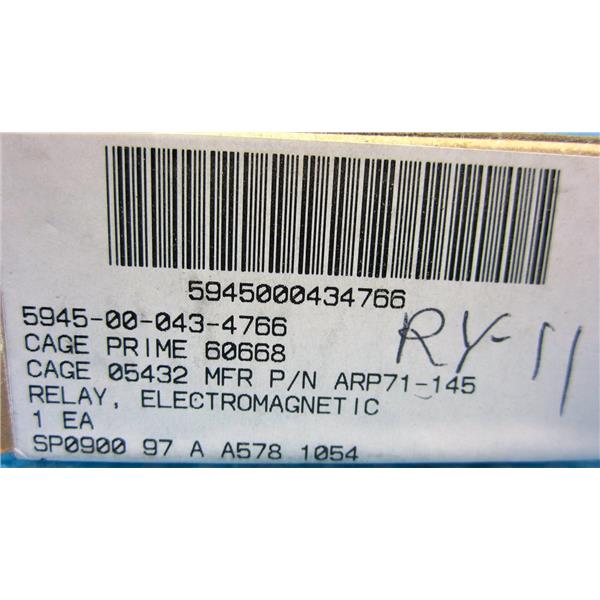 5945000434766
5945-00-043-4766
CAGE PRIME 60668
CAGE 05432 MFR P/N ARP71-145
RELAY, ELECTROMAGNETIC
1 EA
SP0900 97 A A578 1054
RY-11